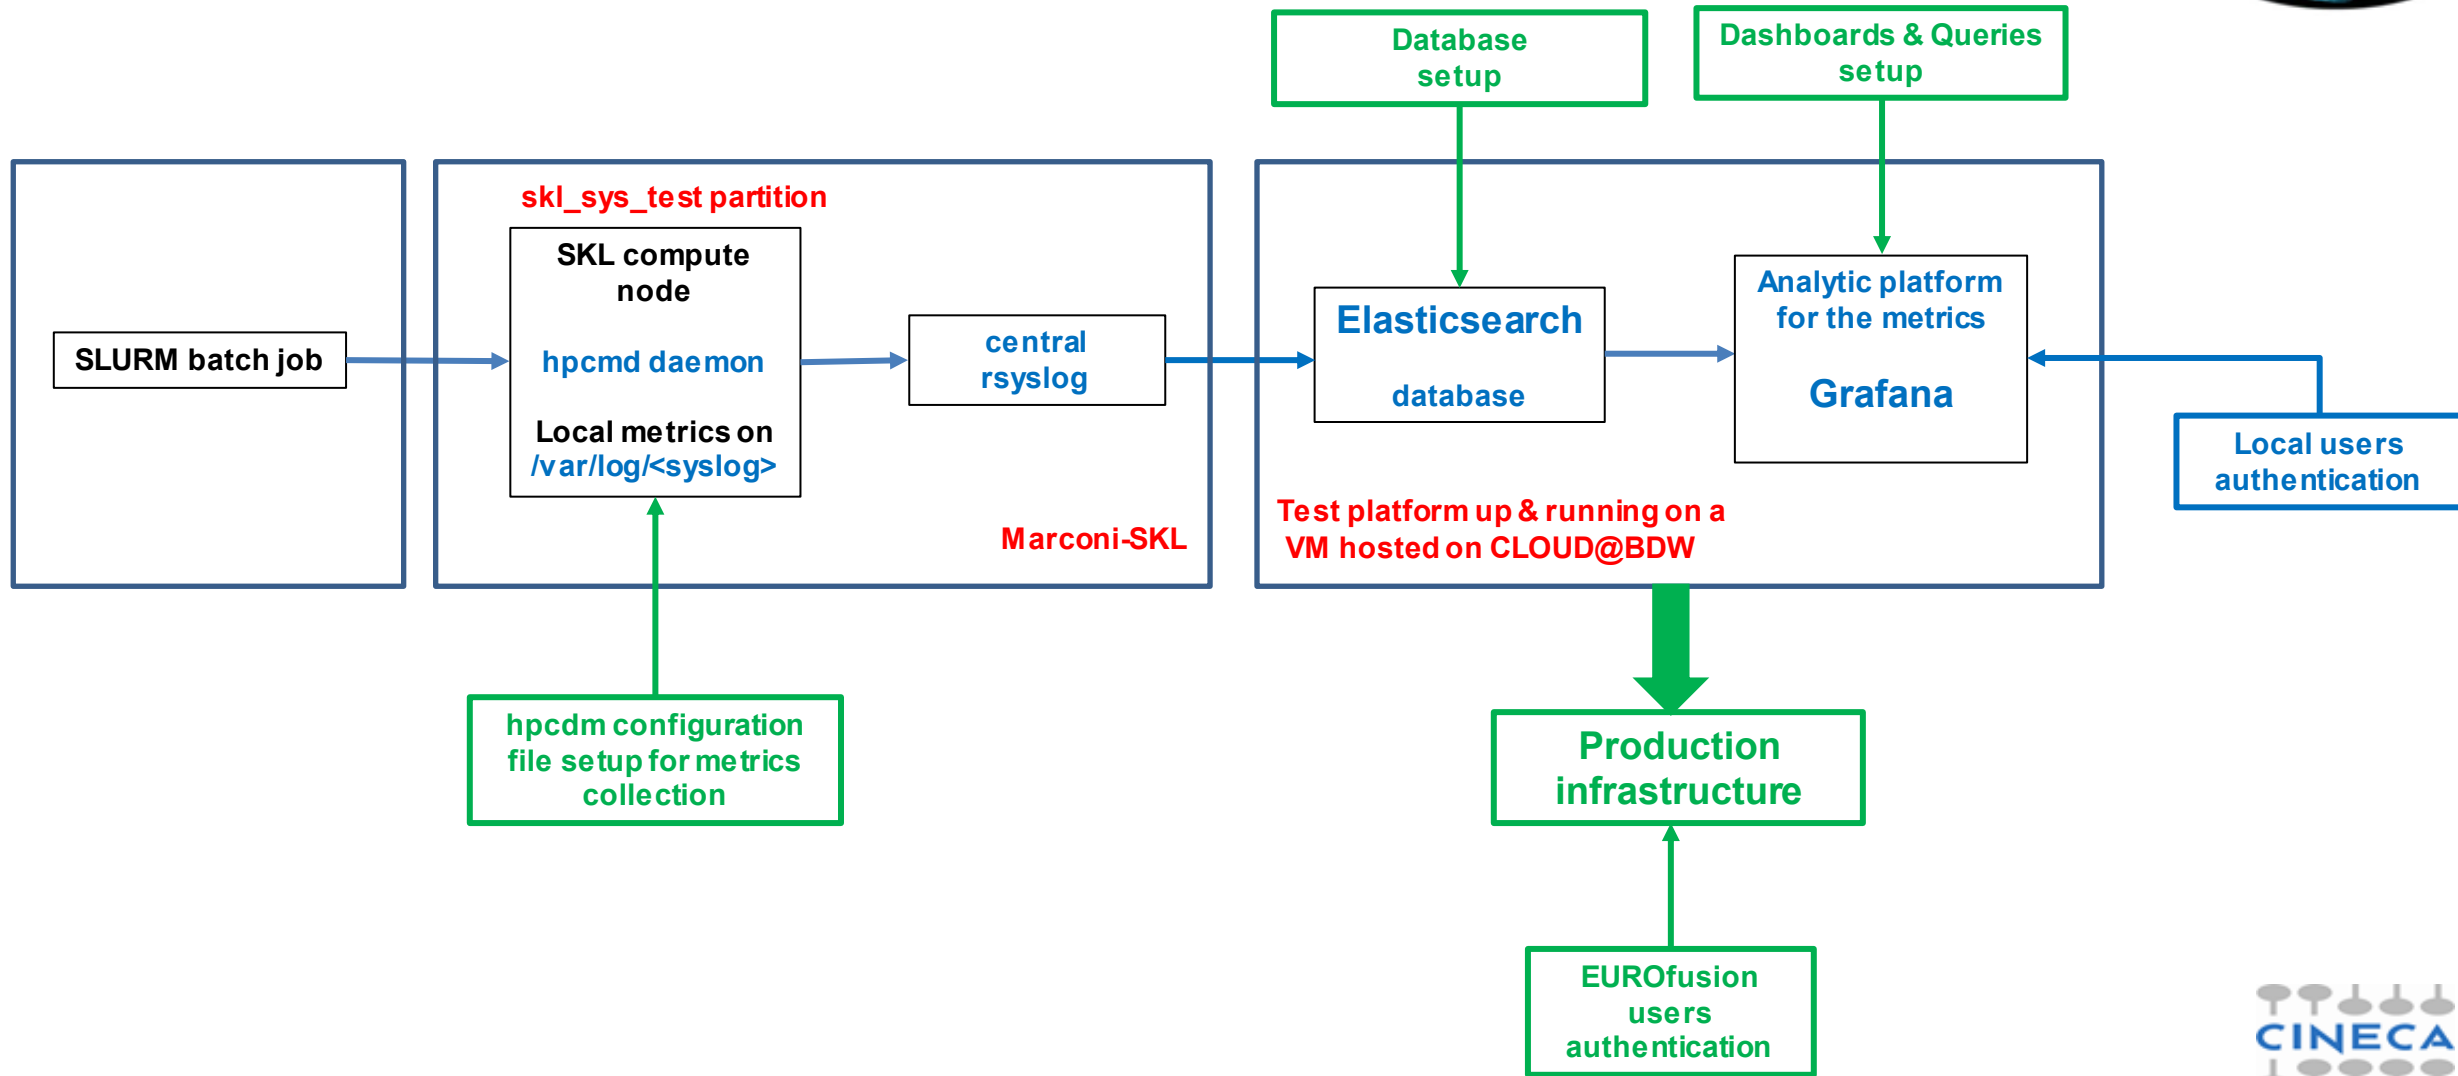 Database
setup
Dashboards & Queries
setup
skl_sys_test partition
SKL compute
node
hpcmd daemon
Local metrics on
/var/log/<syslog>
SLURM batch job
central
rsyslog
Marconi-SKL
Elasticsearch
database
Analytic platform
for the metrics
Grafana
Test platform up & running on a
VM hosted on CLOUD@BDW
Local users
authentication
hpcdm configuration
file setup for metrics
collection
Production
infrastructure
EUROfusion
users
authentication
CINECA